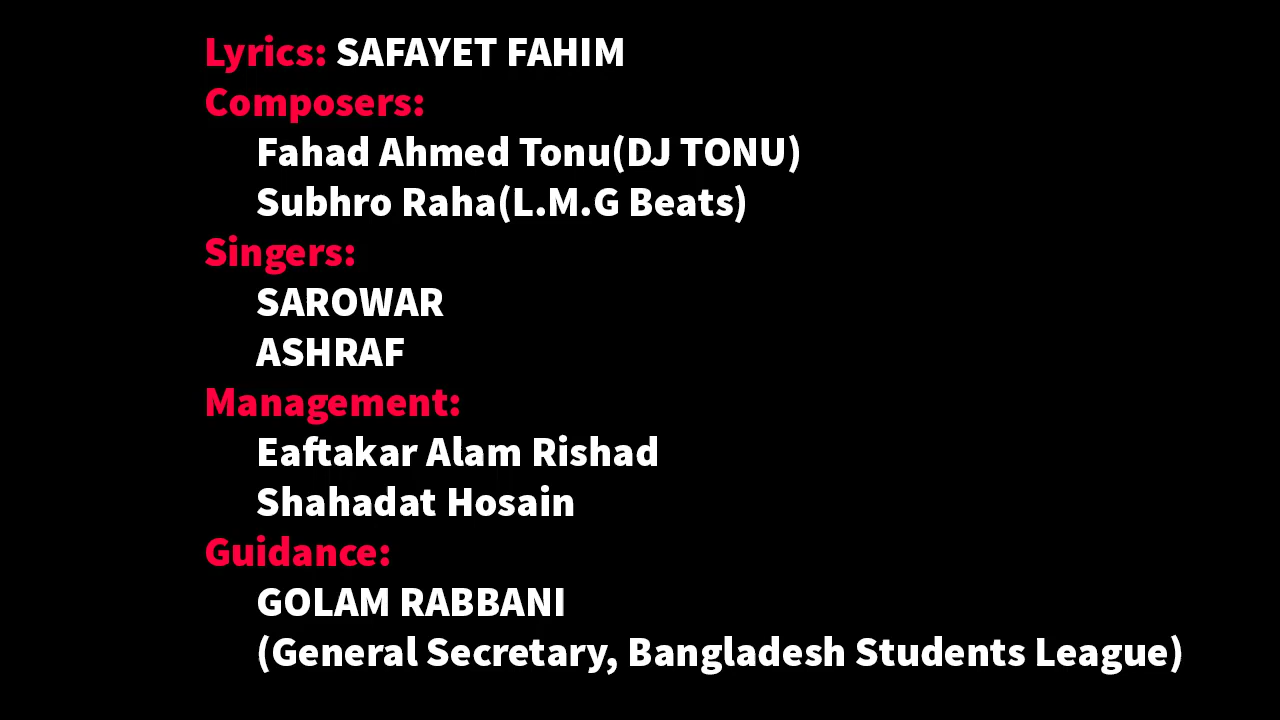 Lyrics: SAFAYET FAHIM
Composers:
Fahad Ahmed Tonu(DJ TONU)
Subhro Raha(L.M.G Beats)
Singers:
SAROWAR
ASHRAF
Management:
Eaftakar Alam Rishad
Shahadat Hosain
Guidance:
GOLAM RABBANI
(General Secretary, Bangladesh Students League)